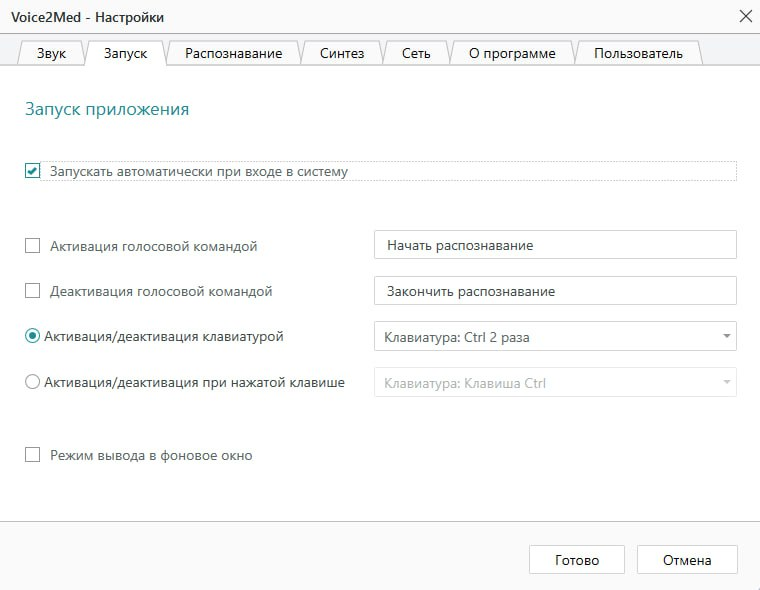 Voice2Med - Настройки
Звук Запуск Распознавание Синтез Сеть О программе Пользователь
Запуск приложения
Запускать автоматически при входе в систему
Активация голосовой командой Начать распознавание
Деактивация голосовой командой Закончить распознавание
Активация/деактивация клавиатурой Клавиатура: Ctrl 2 раза
Активация/деактивация при нажатой клавише Клавиатура: Клавиша Ctrl
Режим вывода в фоновое окно
Готово Отмена